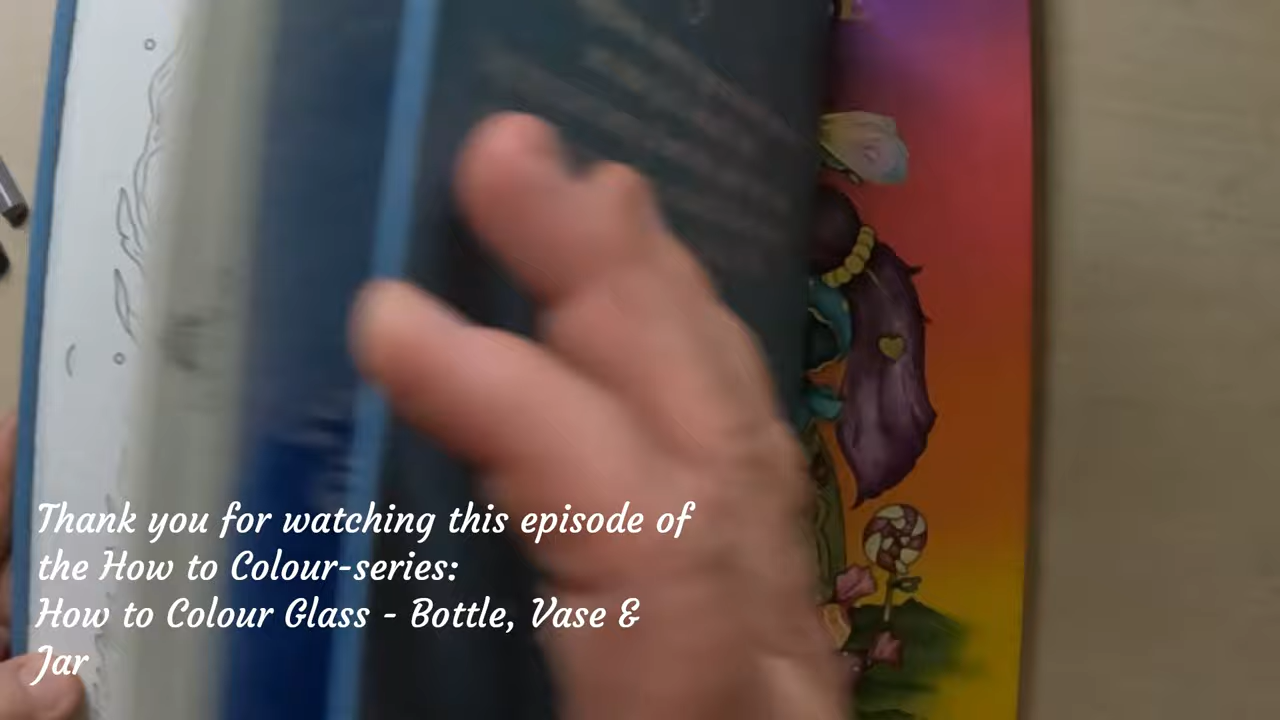 Thank you for watching this episode of
the How to Colour-series:
How to Colour Glass - Bottle, Vase &
Jar